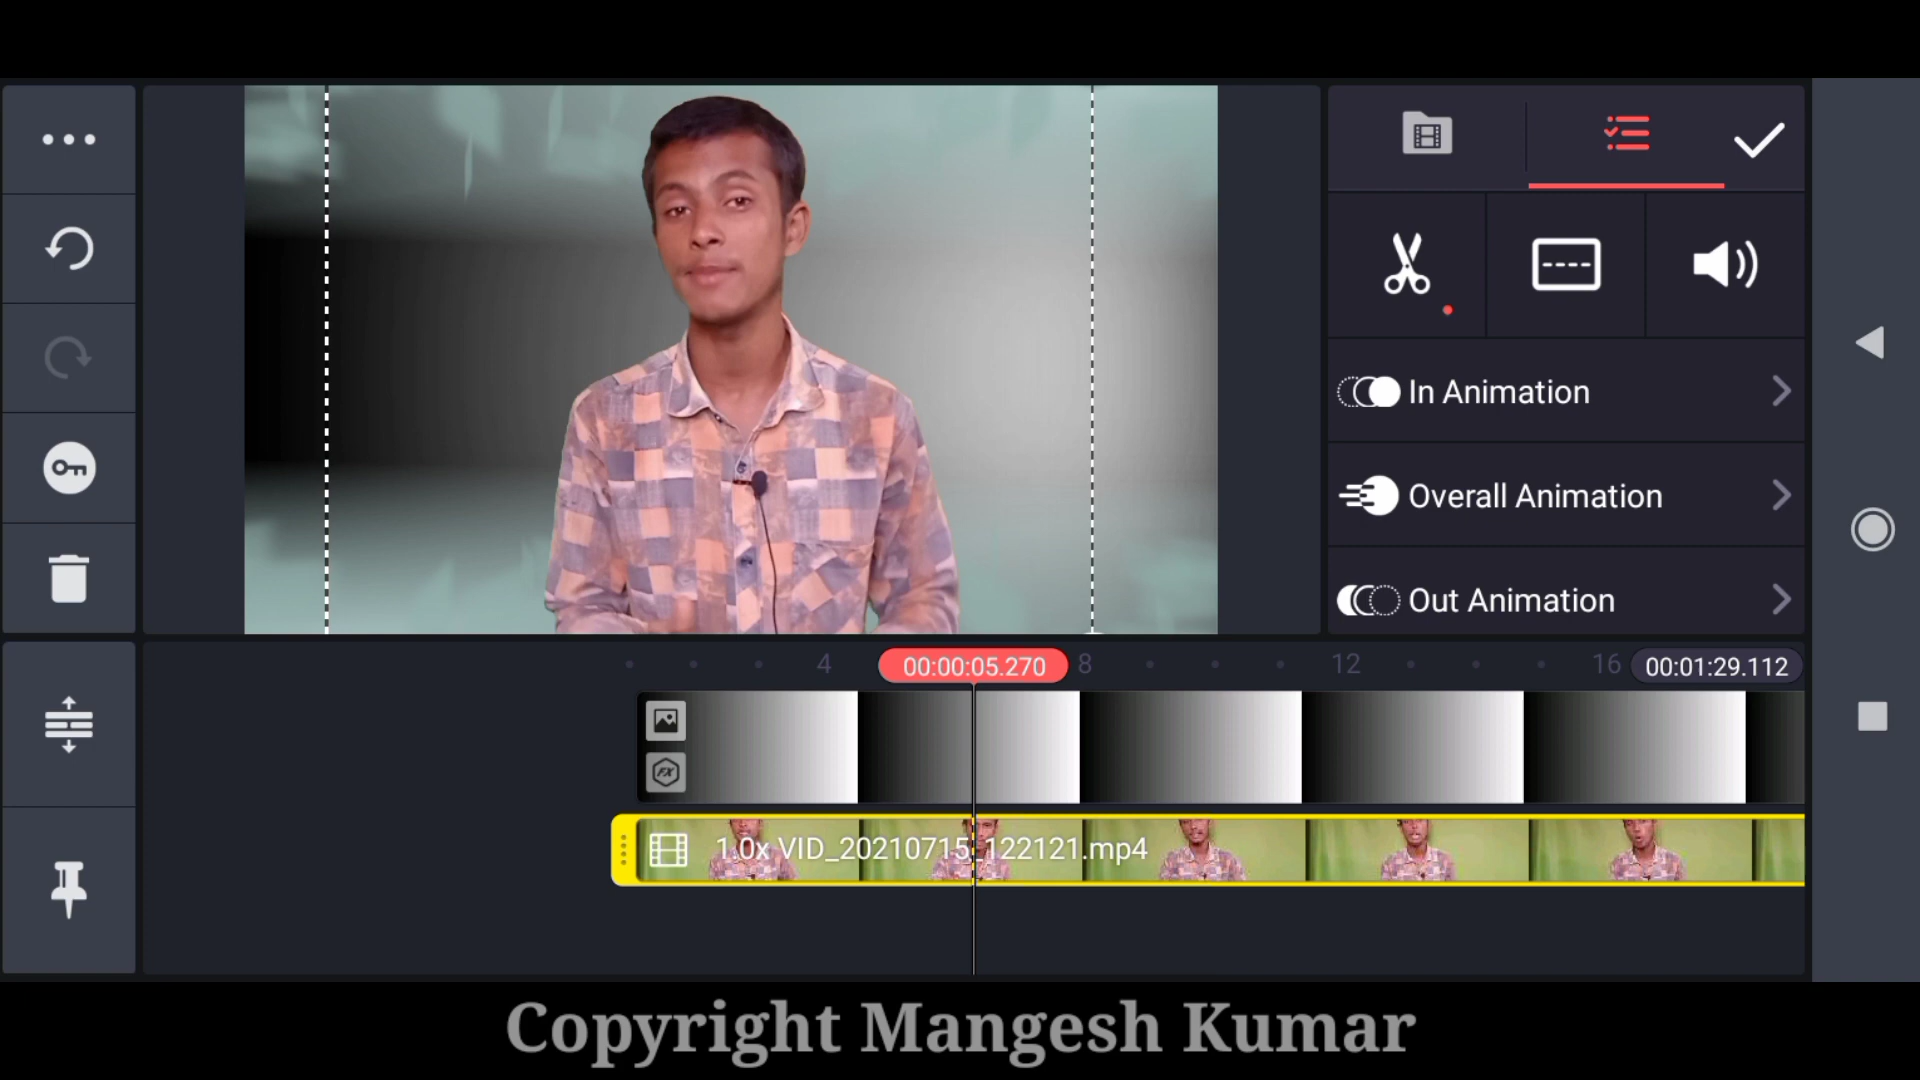 In Animation
Overall Animation
Out Animation
4
00:00:05.270
8
12
16
00:01:29.112
FX
1.0x VID_20210715_122121.mp4
Copyright Mangesh Kumar